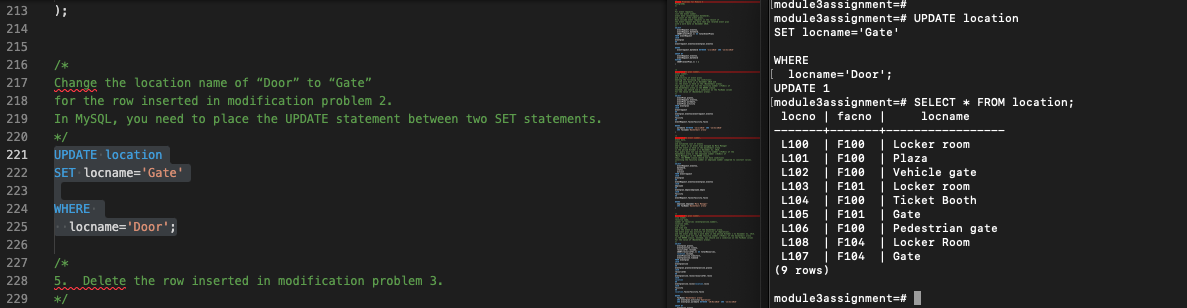 213 );
214
215
216 /*
217 Change the location name of “Door” to “Gate”
218 for the row inserted in modification problem 2.
219 In MySQL, you need to place the UPDATE statement between two SET statements.
220 */
221 UPDATE location
222 SET locname='Gate'
223
224 WHERE
225 locname='Door';
226
227 /*
228 5. Delete the row inserted in modification problem 3.
229 */
[module3assignment=#
module3assignment=# UPDATE location
SET locname='Gate'
WHERE
[ locname='Door';
UPDATE 1
[module3assignment=# SELECT * FROM location;
locno | facno | locname
-------+-------+------------------
L100 | F100 | Locker room
L101 | F100 | Plaza
L102 | F100 | Vehicle gate
L103 | F101 | Locker room
L104 | F100 | Ticket Booth
L105 | F101 | Gate
L106 | F100 | Pedestrian gate
L108 | F104 | Locker Room
L107 | F104 | Gate
(9 rows)
module3assignment=#